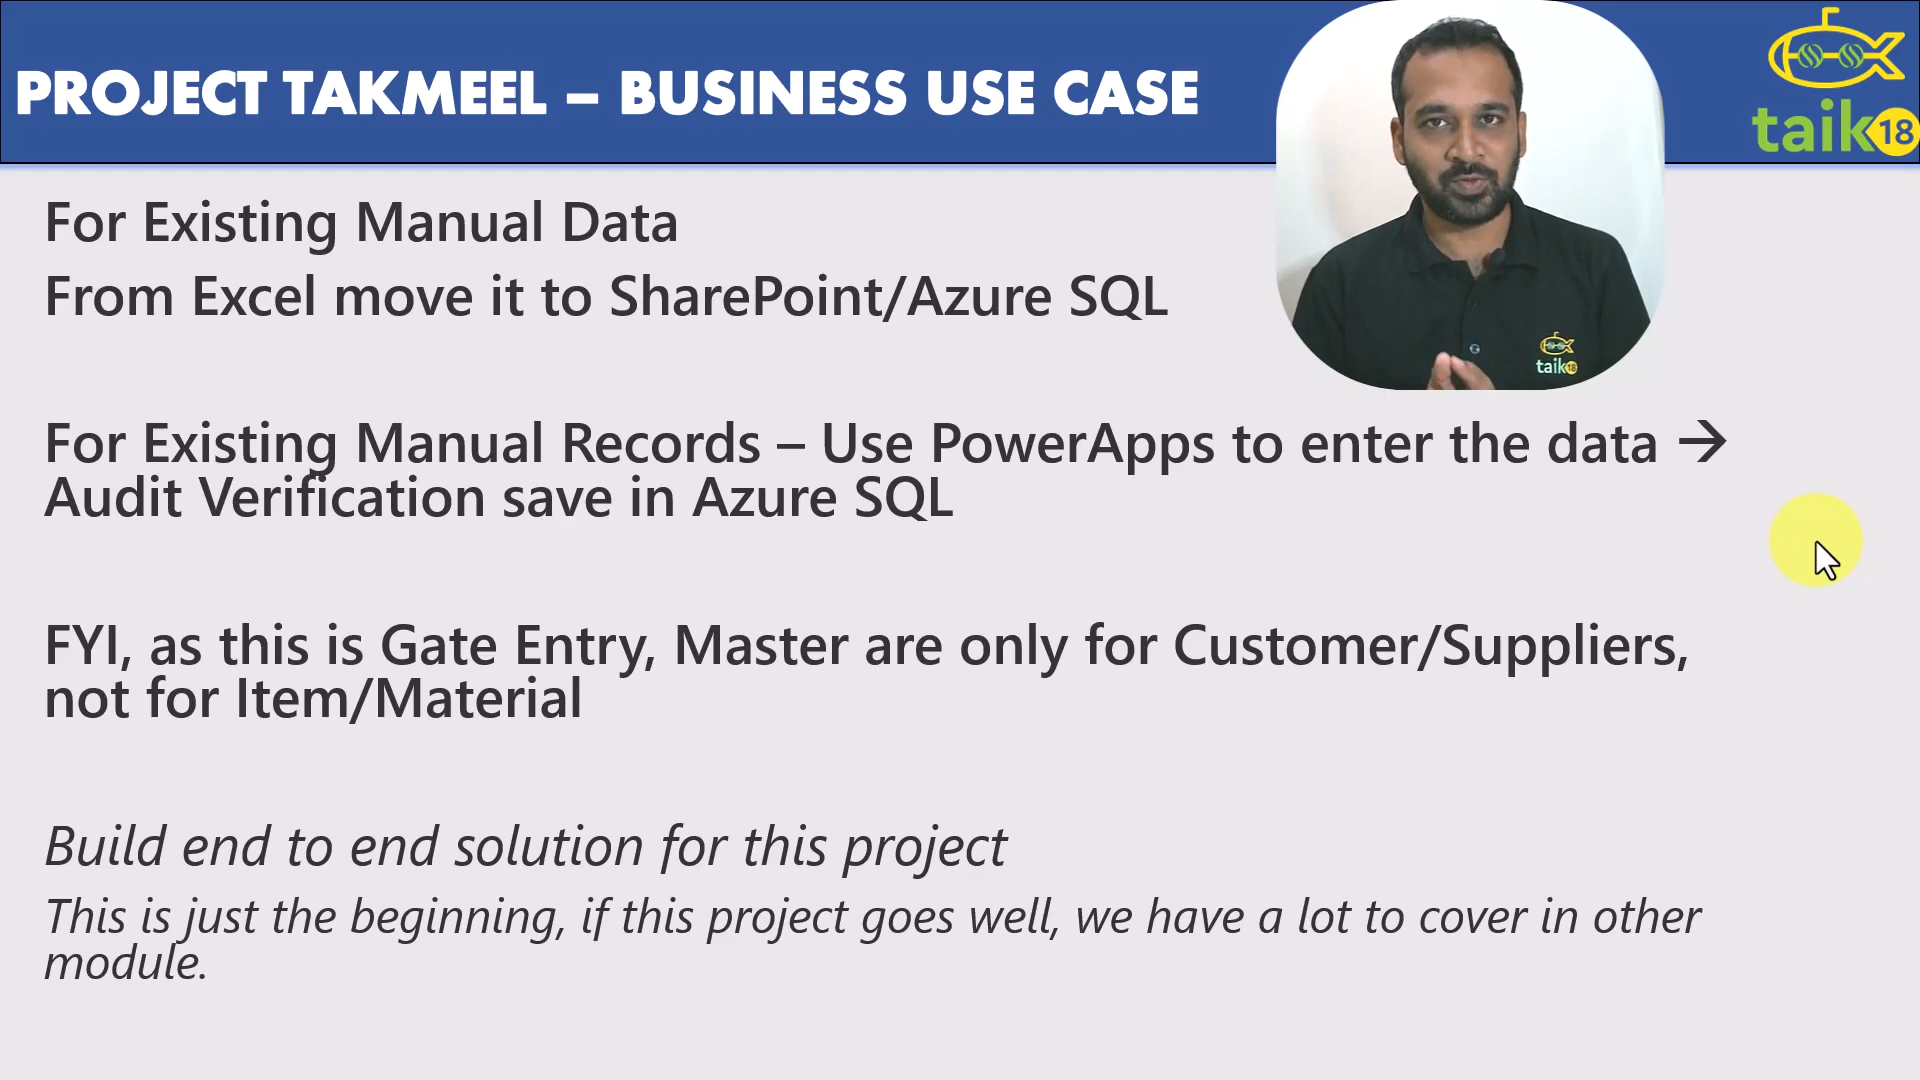 PROJECT TAKMEEL – BUSINESS USE CASE
taik18
For Existing Manual Data
From Excel move it to SharePoint/Azure SQL
taik18
For Existing Manual Records – Use PowerApps to enter the data →
Audit Verification save in Azure SQL
FYI, as this is Gate Entry, Master are only for Customer/Suppliers,
not for Item/Material
Build end to end solution for this project
This is just the beginning, if this project goes well, we have a lot to cover in other
module.